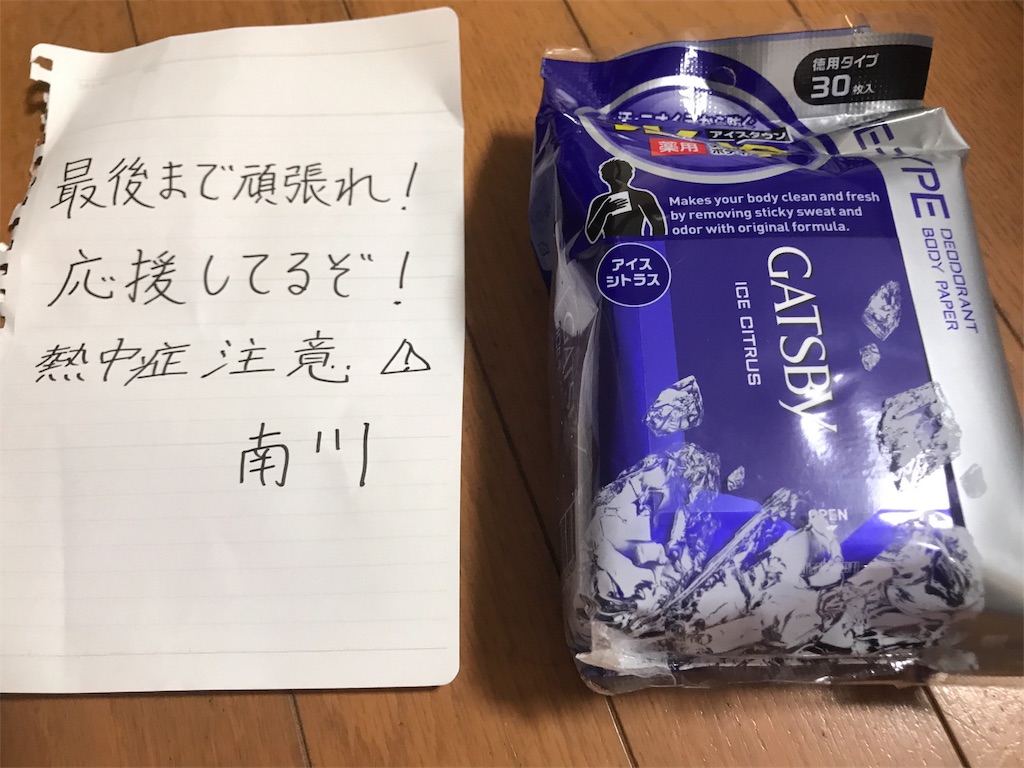 最後まで頑張れ!
応援してるぞ!
熱中症注意 ⚠
南川
徳用タイプ
30枚入
アイスダウン
薬用
Makes your body clean and fresh
by removing sticky sweat and
odor with original formula.
アイス
シトラス
GATSBY
ICE CITRUS
E-TYPE
DEODORANT
BODY PAPER
OPEN